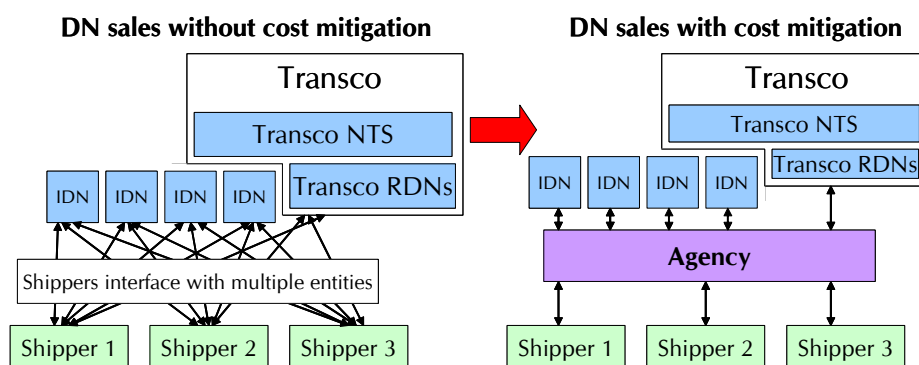 DN sales without cost mitigation
Transco
Transco NTS
Transco RDNs
IDN
IDN
IDN
IDN
Shippers interface with multiple entities
Shipper 1
Shipper 2
Shipper 3
DN sales with cost mitigation
Transco
Transco NTS
Transco RDNs
IDN
IDN
IDN
IDN
Agency
Shipper 1
Shipper 2
Shipper 3